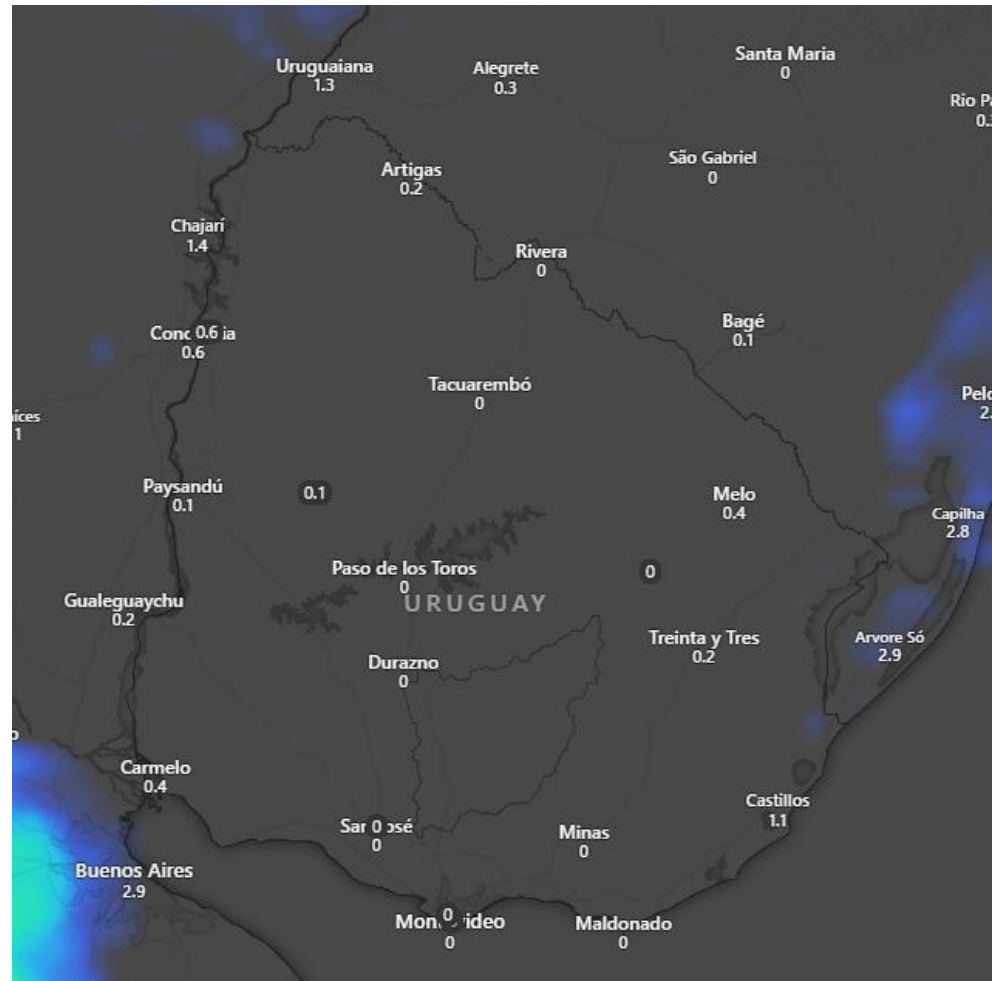 Santa Maria
0
Uruguaiana
1.3
Alegrete
0.3
Rio
São Gabriel
0
Artigas
0.2
Chajarí
1.4
Rivera
0
Bagé
0.1
0.6
0.6
Tacuarembó
0
íces
1
Paysandú
0.1
0.1
Melo
0.4
Capilha
2.8
Paso de los Toros
0
0
URUGUAY
Gualeguaychu
0.2
Treinta y Tres
0.2
Arvore Só
2.9
Durazno
0
Carmelo
0.4
Castillos
1.1
0
0
Minas
0
Buenos Aires
2.9
0
0
Maldonado
0